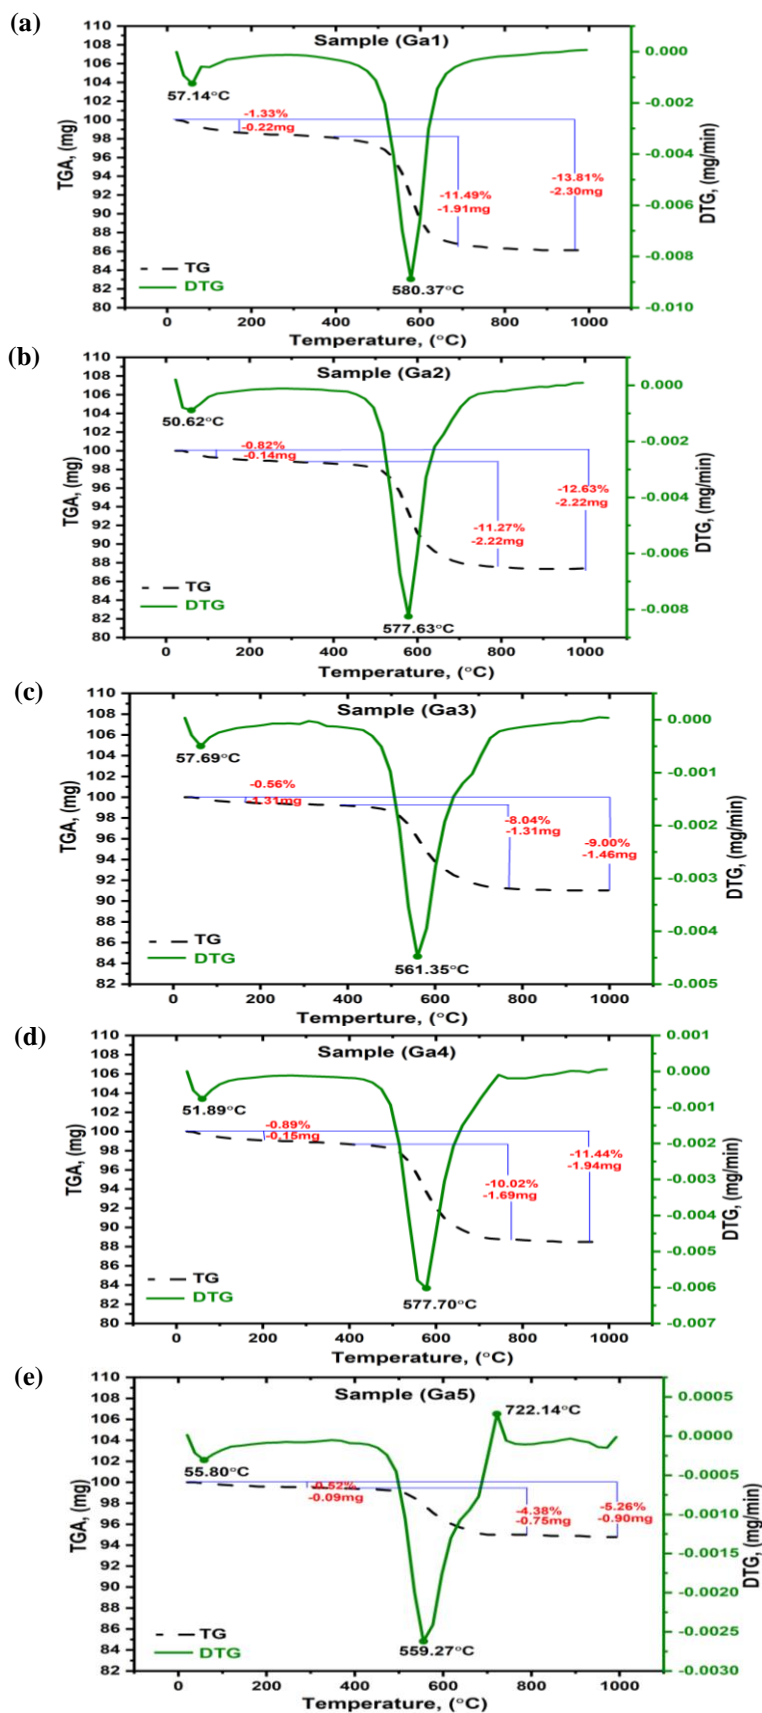 (a)
Sample (Ga1)
110
108
106
104
102
100
98
96
94
92
90
88
86
84
82
80
TGA, (mg)
0.000
-0.002
-0.004
-0.006
-0.008
-0.010
DTG, (mg/min)
57.14°C
-1.33%
-0.22mg
-11.49%
-1.91mg
-13.81%
-2.30mg
580.37°C
TG
DTG
0 200 400 600 800 1000
Temperature, (°C)
(b)
Sample (Ga2)
110
108
106
104
102
100
98
96
94
92
90
88
86
84
82
80
TGA, (mg)
0.000
-0.002
-0.004
-0.006
-0.008
DTG, (mg/min)
50.62°C
-0.82%
-0.14mg
-11.27%
-2.22mg
-12.63%
-2.22mg
577.63°C
TG
DTG
0 200 400 600 800 1000
Temperature, (°C)
(c)
Sample (Ga3)
110
108
106
104
102
100
98
96
94
92
90
88
86
84
82
TGA, (mg)
0.000
-0.001
-0.002
-0.003
-0.004
-0.005
DTG, (mg/min)
57.69°C
-0.56%
-1.31mg
-8.04%
-1.31mg
-9.00%
-1.46mg
561.35°C
TG
DTG
0 200 400 600 800 1000
Temperture, (°C)
(d)
Sample (Ga4)
110
108
106
104
102
100
98
96
94
92
90
88
86
84
82
80
TGA, (mg)
0.001
0.000
-0.001
-0.002
-0.003
-0.004
-0.005
-0.006
-0.007
DTG, (mg/min)
51.89°C
-0.89%
-0.15mg
-10.02%
-1.69mg
-11.44%
-1.94mg
577.70°C
TG
DTG
0 200 400 600 800 1000
Temperature, (°C)
(e)
Sample (Ga5)
110
108
106
104
102
100
98
96
94
92
90
88
86
84
82
TGA, (mg)
0.0005
0.0000
-0.0005
-0.0010
-0.0015
-0.0020
-0.0025
-0.0030
DTG, (mg/min)
722.14°C
55.80°C
-0.52%
-0.09mg
-4.38%
-0.75mg
-5.26%
-0.90mg
559.27°C
TG
DTG
0 200 400 600 800 1000
Temperature, (°C)